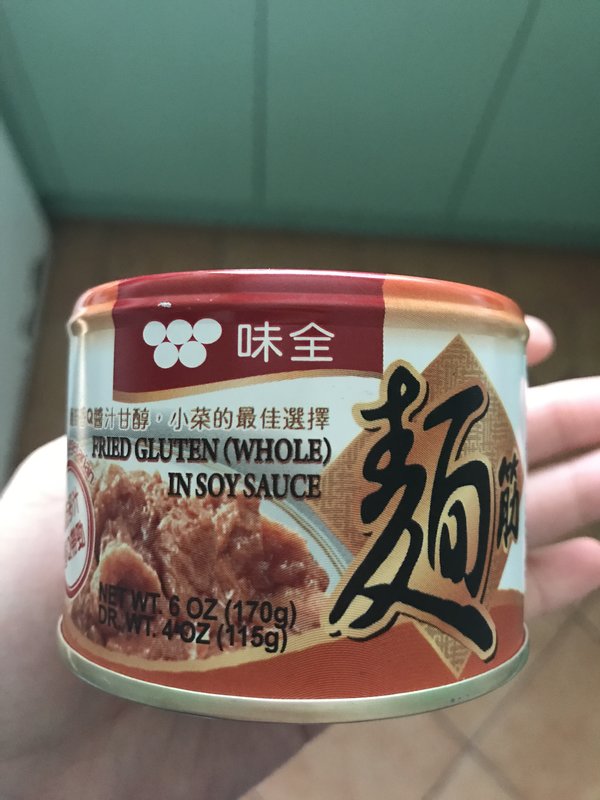 味全
醬汁甘醇，小菜的最佳選擇
FRIED GLUTEN (WHOLE)
IN SOY SAUCE
麵筋
NET WT. 6 OZ (170g)
DR. WT. 4 OZ (115g)